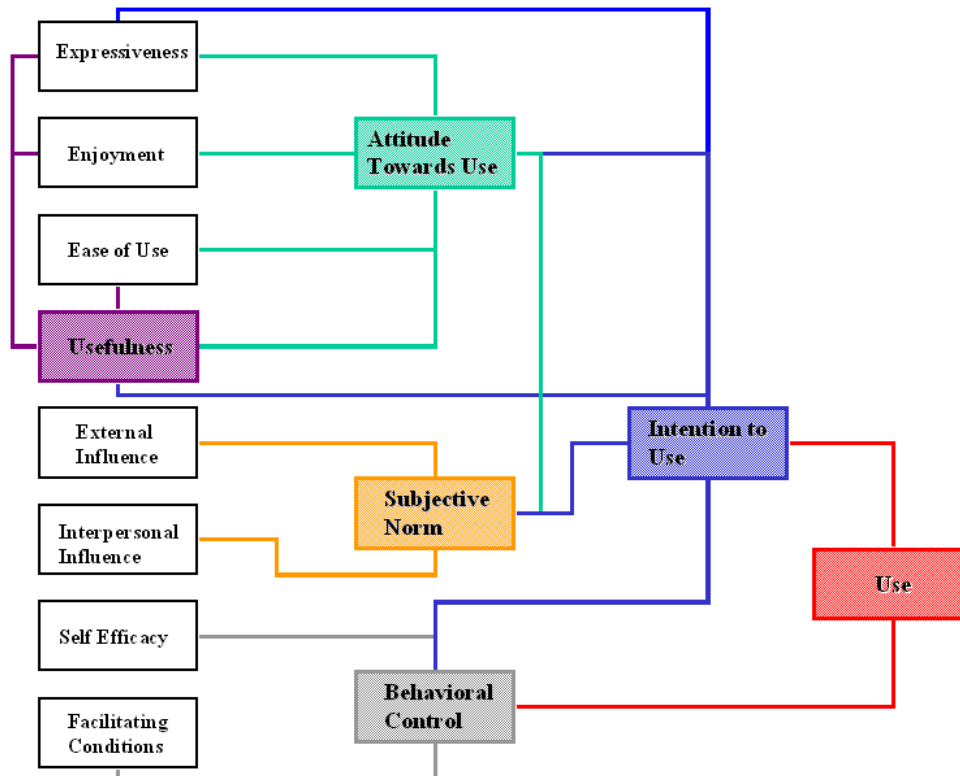 Expressiveness
Attitude
Towards Use
Enjoyment
Ease of Use
Usefulness
External
Influence
Intention to
Use
Subjective
Norm
Interpersonal
Influence
Use
Self Efficacy
Behavioral
Control
Facilitating
Conditions